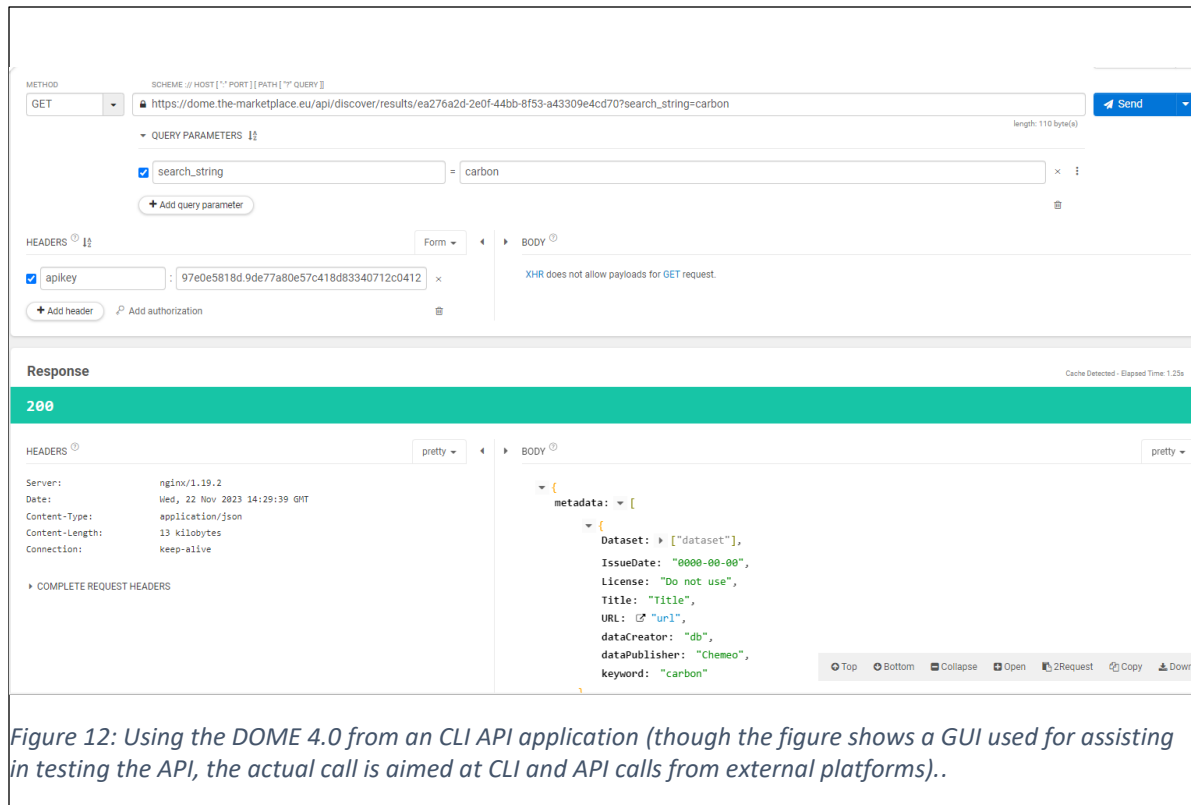 METHOD SCHEME :// HOST [ ":" PORT ] [ PATH [ "?" QUERY ]]
GET https://dome.the-marketplace.eu/api/discover/results/ea276a2d-2e0f-44bb-8f53-a43309e4cd70?search_string=carbon Send
length: 110 byte(s)
QUERY PARAMETERS
search_string = carbon
+ Add query parameter
HEADERS Form BODY
apikey : 97e0e5818d.9de77a80e57c418d83340712c0412 XHR does not allow payloads for GET request.
+ Add header Add authorization
Response Cache Detected - Elapsed Time: 1.25s
200
HEADERS pretty BODY pretty
Server: nginx/1.19.2 {
Date: Wed, 22 Nov 2023 14:29:39 GMT metadata: [
Content-Type: application/json {
Content-Length: 13 kilobytes Dataset: ["dataset"],
Connection: keep-alive IssueDate: "0000-00-00",
COMPLETE REQUEST HEADERS License: "Do not use",
Title: "Title",
URL: "url",
dataCreator: "db",
dataPublisher: "Chemeo",
keyword: "carbon"
Top Bottom Collapse Open 2Request Copy Down
Figure 12: Using the DOME 4.0 from an CLI API application (though the figure shows a GUI used for assisting
in testing the API, the actual call is aimed at CLI and API calls from external platforms)..